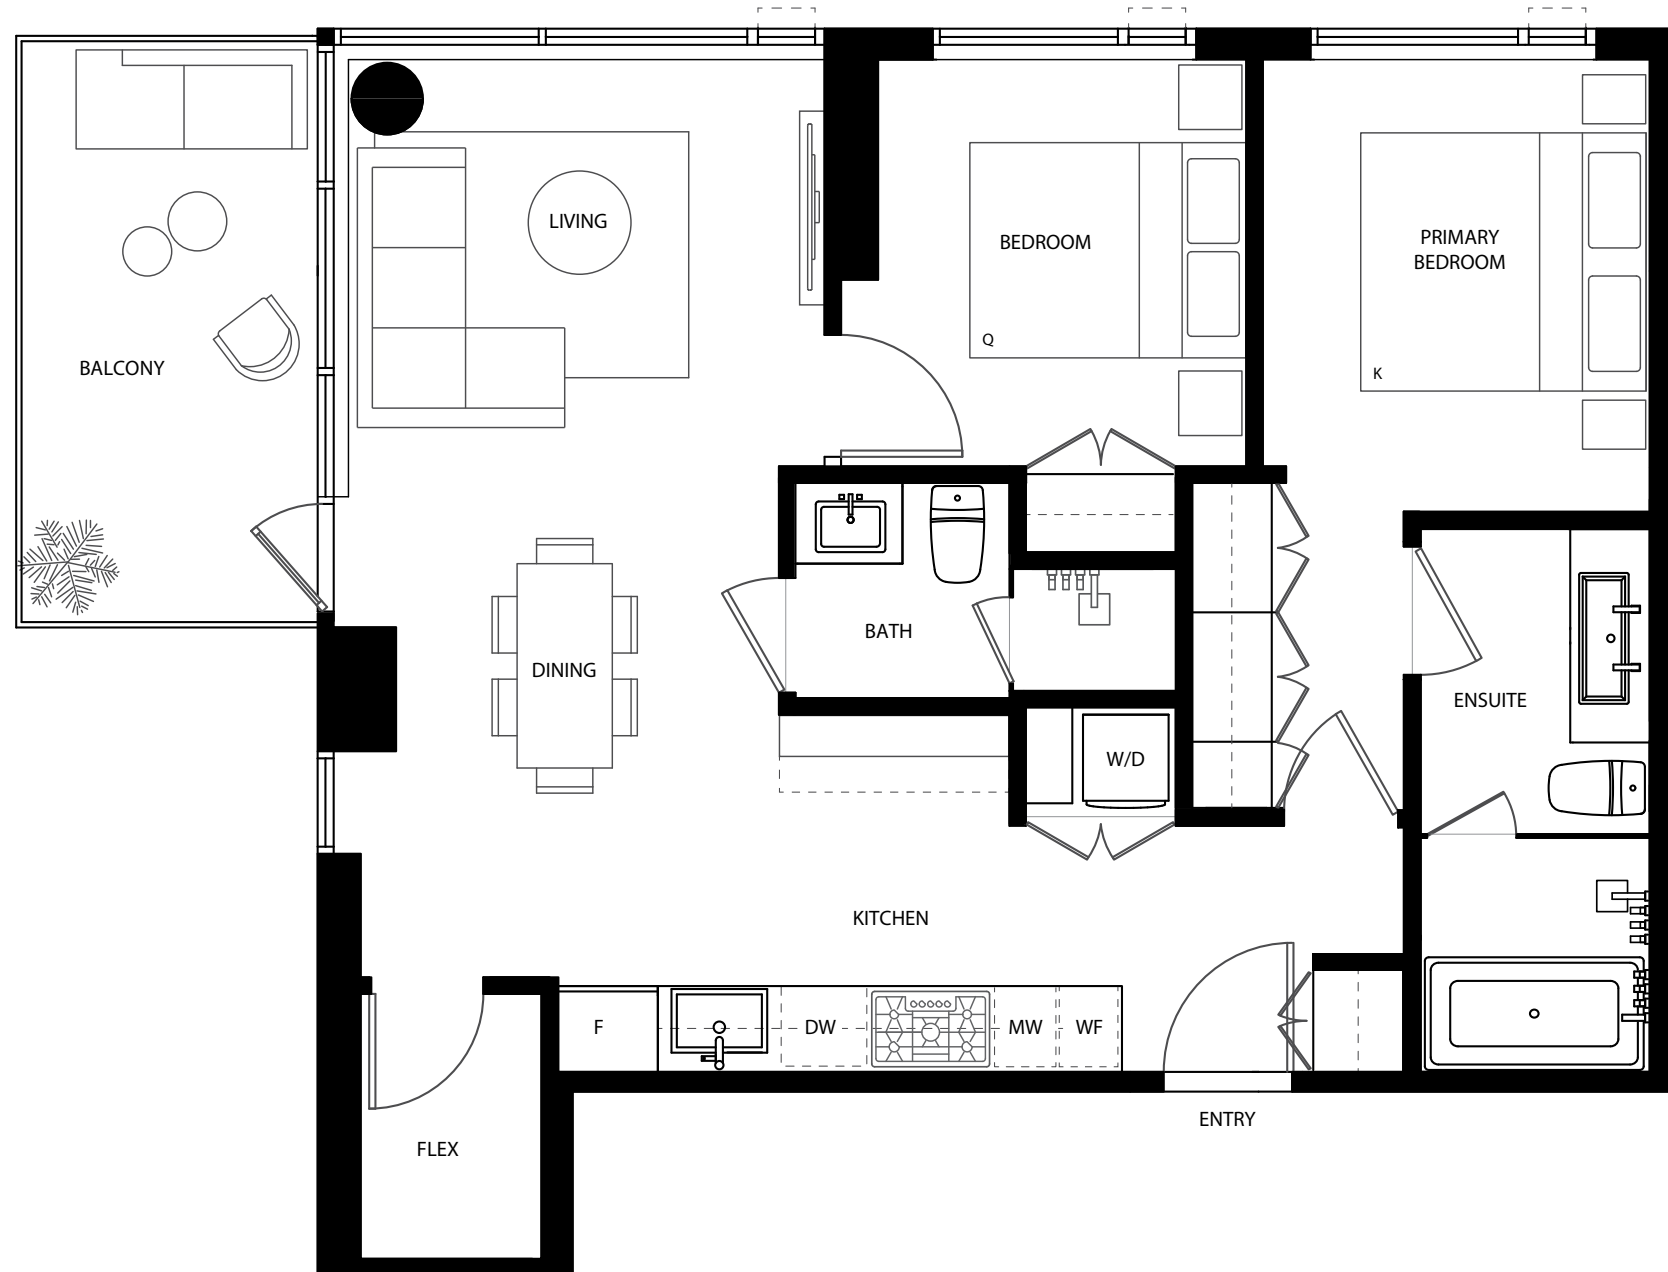 LIVING
BEDROOM
PRIMARY
BEDROOM
Q
K
BALCONY
BATH
DINING
ENSUITE
W/D
KITCHEN
F
DW
MW
WF
ENTRY
FLEX